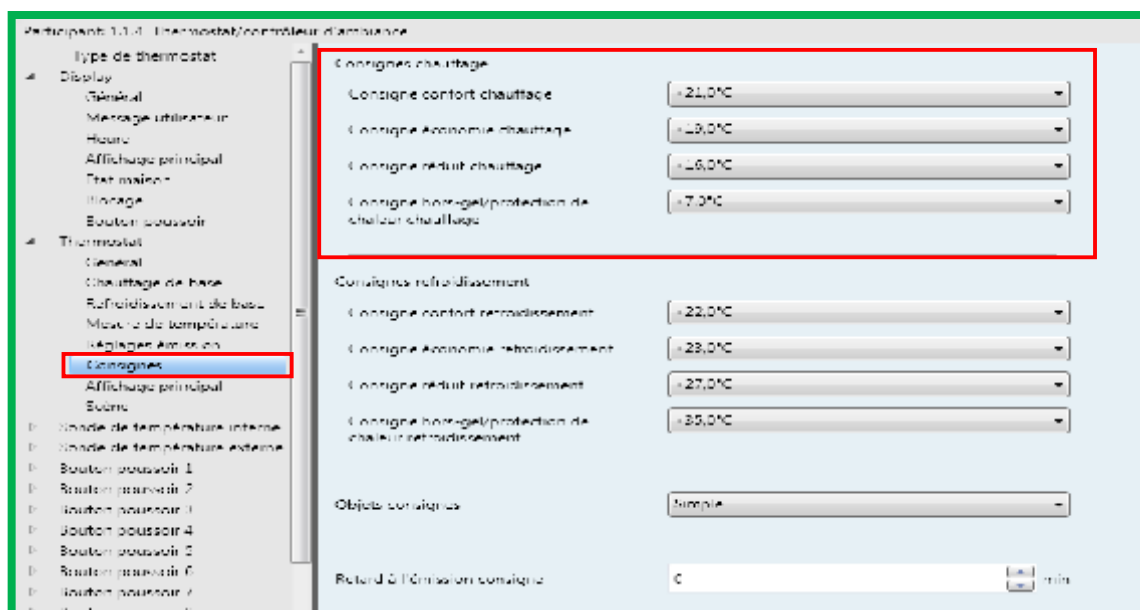 Participant: 1.1.4 Thermostat/contrôleur d'ambiance
Type de thermostat
Display
Général
Message utilisateur
Heure
Affichage principal
Etat maison
Blocage
Bouton poussoir
Thermostat
Général
Chauffage de base
Refroidissement de base
Mesure de température
Réglages émission
Consignes
Affichage principal
Scène
Sonde de température interne
Sonde de température externe
Bouton poussoir 1
Bouton poussoir 2
Bouton poussoir 3
Bouton poussoir 4
Bouton poussoir 5
Bouton poussoir 6
Bouton poussoir 7
Consignes chauffage
Consigne confort chauffage +21,0°C
Consigne économie chauffage +19,0°C
Consigne réduit chauffage +16,0°C
Consigne hors-gel/protection de +7,0°C
chaleur chauffage
Consignes refroidissement
Consigne confort refroidissement +22,0°C
Consigne économie refroidissement +23,0°C
Consigne réduit refroidissement +27,0°C
Consigne hors-gel/protection de +35,0°C
chaleur refroidissement
Objets consignes Simple
Retard à l'émission consigne 0 min